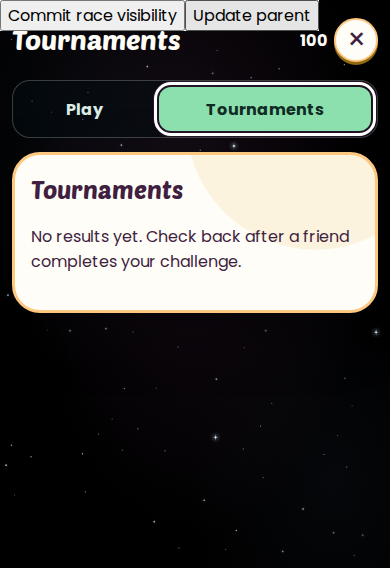 Commit race visibility Update parent
Tournaments 100 ×
Play Tournaments
Tournaments
No results yet. Check back after a friend
completes your challenge.